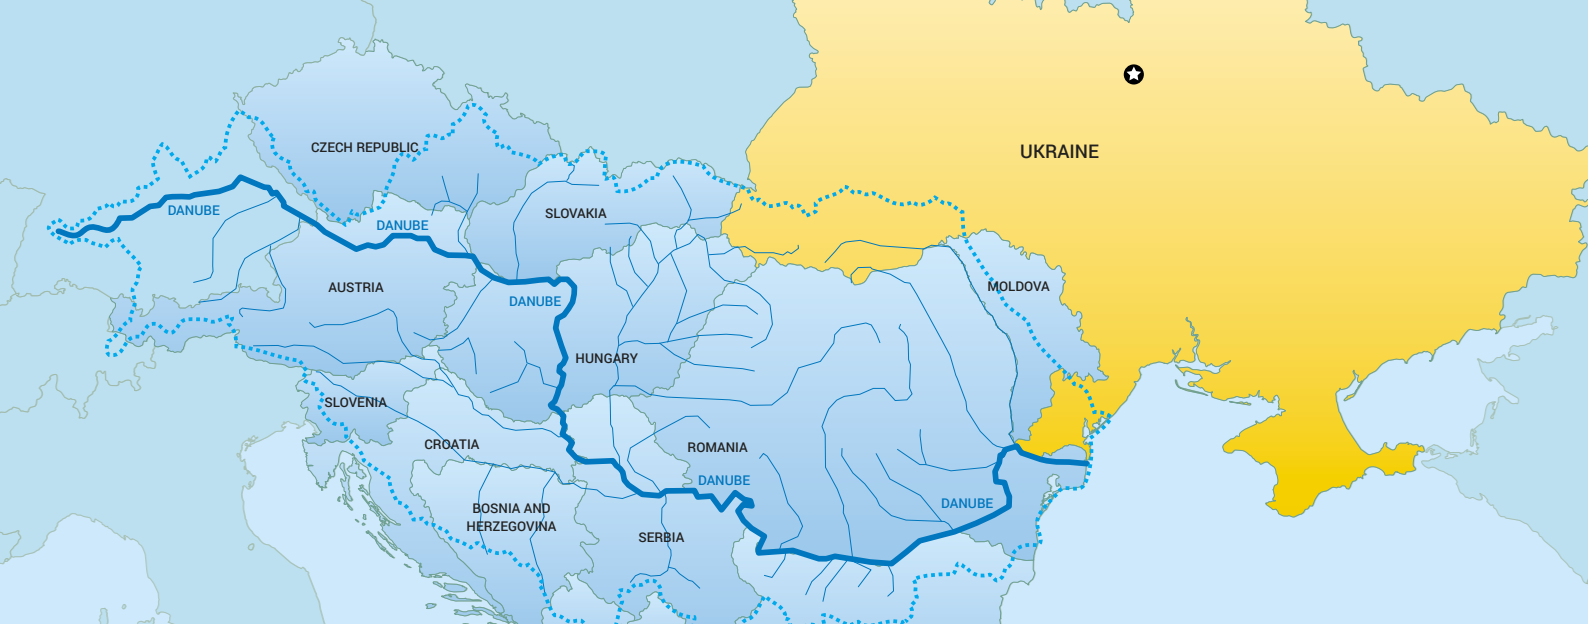 CZECH REPUBLIC
UKRAINE
DANUBE
SLOVAKIA
DANUBE
AUSTRIA
MOLDOVA
DANUBE
HUNGARY
SLOVENIA
CROATIA
ROMANIA
DANUBE
DANUBE
BOSNIA AND
HERZEGOVINA
SERBIA